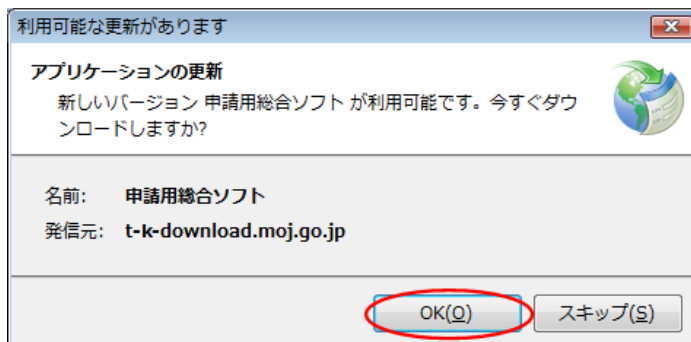 利用可能な更新があります
アプリケーションの更新
新しいバージョン 申請用総合ソフト が利用可能です。今すぐダウ
ンロードしますか?
名前: 申請用総合ソフト
発信元: t-k-download.moj.go.jp
OK(O) スキップ(S)